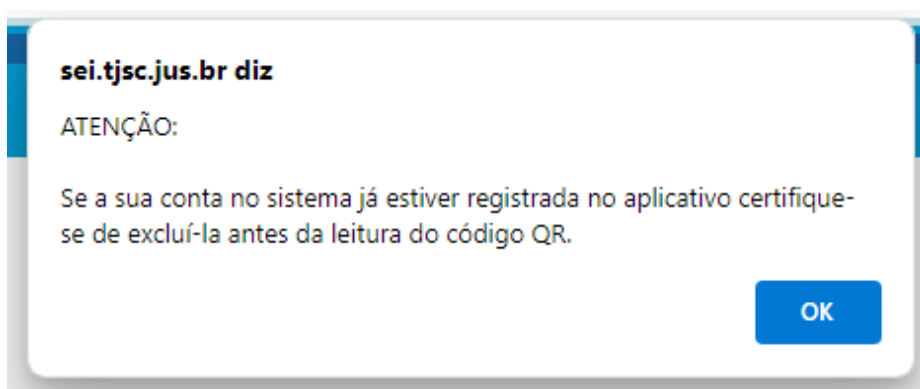 sei.tjsc.jus.br diz
ATENÇÃO:
Se a sua conta no sistema já estiver registrada no aplicativo certifique-
se de excluí-la antes da leitura do código QR.
OK